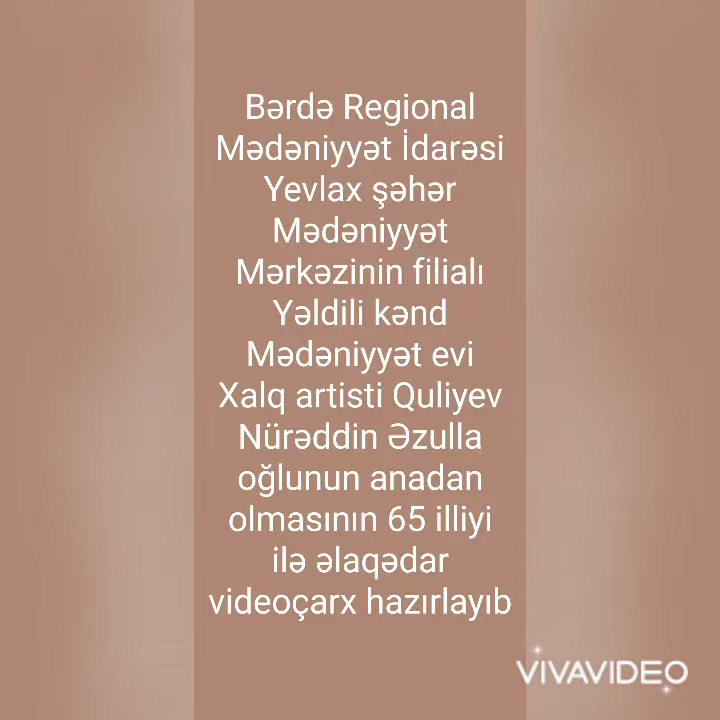 Bərdə Regional
Mədəniyyət İdarəsi
Yevlax şəhər
Mədəniyyət
Mərkəzinin filialı
Yəldili kənd
Mədəniyyət evi
Xalq artisti Quliyev
Nürəddin Əzulla
oğlunun anadan
olmasının 65 illiyi
ilə əlaqədar
videoçarx hazırlayıb
VIVAVIDEO